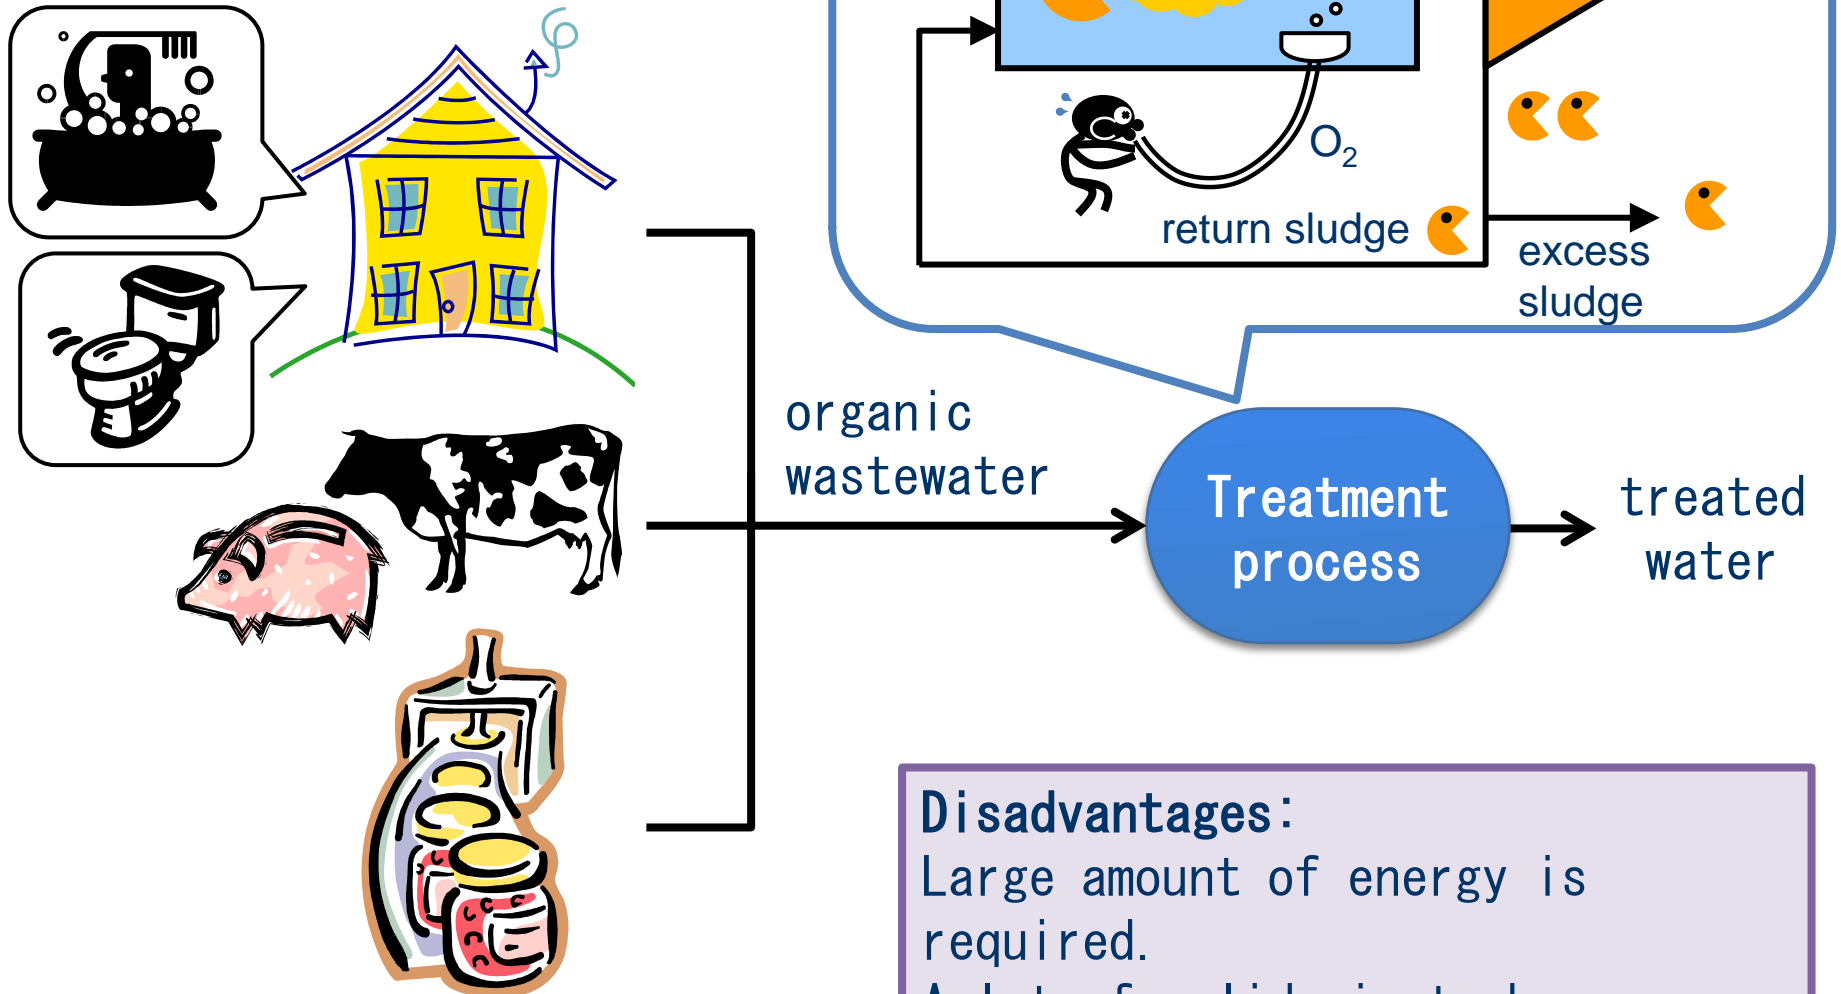 O2
return sludge
excess
sludge
organic
wastewater
Treatment
process
treated
water
Disadvantages:
Large amount of energy is
required.